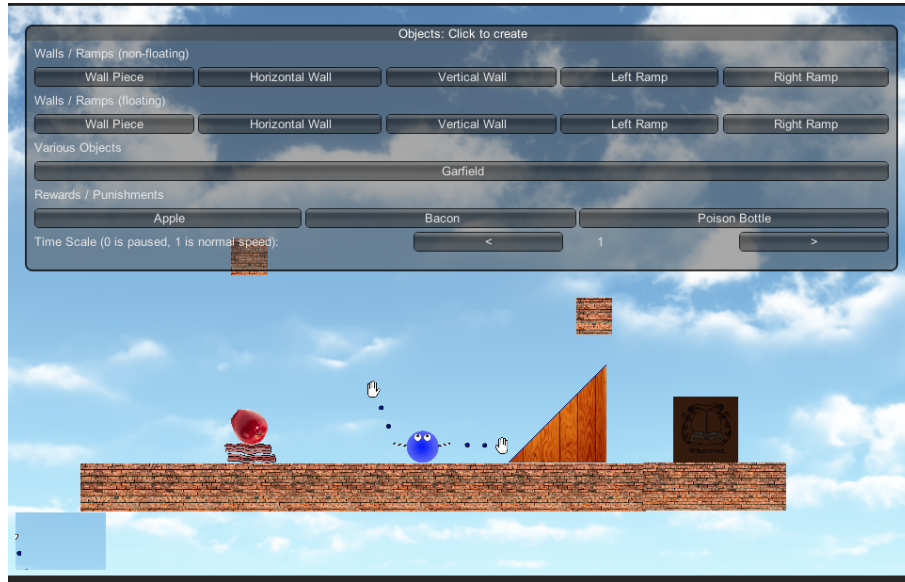 Objects: Click to create
Walls / Ramps (non-floating)
Wall Piece Horizontal Wall Vertical Wall Left Ramp Right Ramp
Walls / Ramps (floating)
Wall Piece Horizontal Wall Vertical Wall Left Ramp Right Ramp
Various Objects
Garfield
Rewards / Punishments
Apple Bacon Poison Bottle
Time Scale (0 is paused, 1 is normal speed): < 1 >